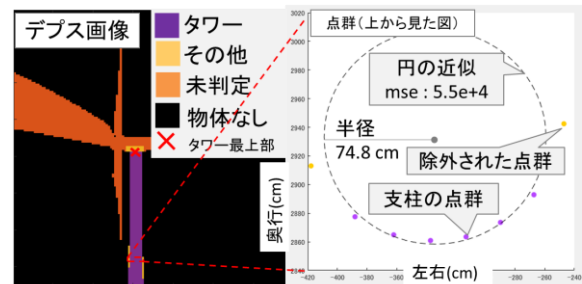 デプス画像
タワー
その他
未判定
物体なし
タワー最上部
点群(上から見た図)
円の近似
mse : 5.5e+4
半径
74.8 cm
除外された点群
支柱の点群
奥行(cm)
左右(cm)
3020
3000
2980
2960
2940
2920
2900
2880
2860
2840
−420
−400
−380
−360
−340
−320
−300
−280
−260
−240